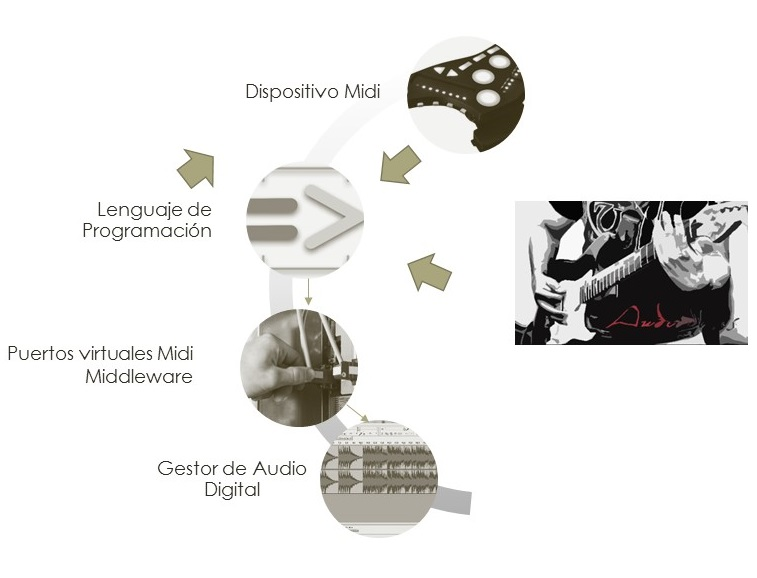 Dispositivo Midi
Lenguaje de
Programación
Puertos virtuales Midi
Middleware
Gestor de Audio
Digital